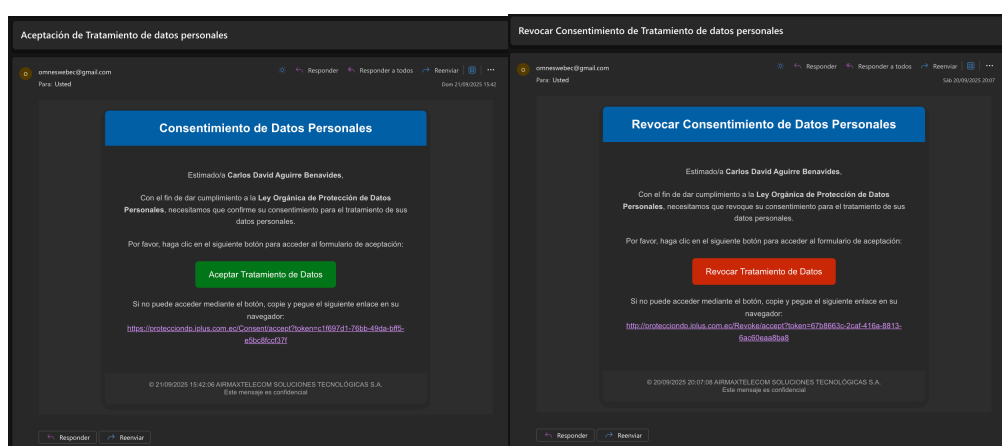 Aceptación de Tratamiento de datos personales
o
omneswebec@gmail.com
Para: Usted
Responder
Responder a todos
Reenviar
Dom 21/09/2025 15:42
Consentimiento de Datos Personales
Estimado/a Carlos David Aguirre Benavides,
Con el fin de dar cumplimiento a la Ley Orgánica de Protección de Datos
Personales, necesitamos que confirme su consentimiento para el tratamiento de sus
datos personales.
Por favor, haga clic en el siguiente botón para acceder al formulario de aceptación:
Aceptar Tratamiento de Datos
Si no puede acceder mediante el botón, copie y pegue el siguiente enlace en su
navegador:
https://protecciondp.iplus.com.ec/Consent/accept?token=c1f697d1-76bb-49da-bff5-
e5bc8fccf37f
© 21/09/2025 15:42:06 AIRMAXTELECOM SOLUCIONES TECNOLÓGICAS S.A.
Este mensaje es confidencial
Responder
Reenviar
Revocar Consentimiento de Tratamiento de datos personales
o
omneswebec@gmail.com
Para: Usted
Responder
Responder a todos
Reenviar
Sáb 20/09/2025 20:07
Revocar Consentimiento de Datos Personales
Estimado/a Carlos David Aguirre Benavides,
Con el fin de dar cumplimiento a la Ley Orgánica de Protección de Datos
Personales, necesitamos que revoque su consentimiento para el tratamiento de sus
datos personales.
Por favor, haga clic en el siguiente botón para acceder al formulario de aceptación:
Revocar Tratamiento de Datos
Si no puede acceder mediante el botón, copie y pegue el siguiente enlace en su
navegador:
http://protecciondp.iplus.com.ec/Revoke/accept?token=67b8663c-2caf-416a-8813-
6ac60eaa8ba8
© 20/09/2025 20:07:08 AIRMAXTELECOM SOLUCIONES TECNOLÓGICAS S.A.
Este mensaje es confidencial
Responder
Reenviar